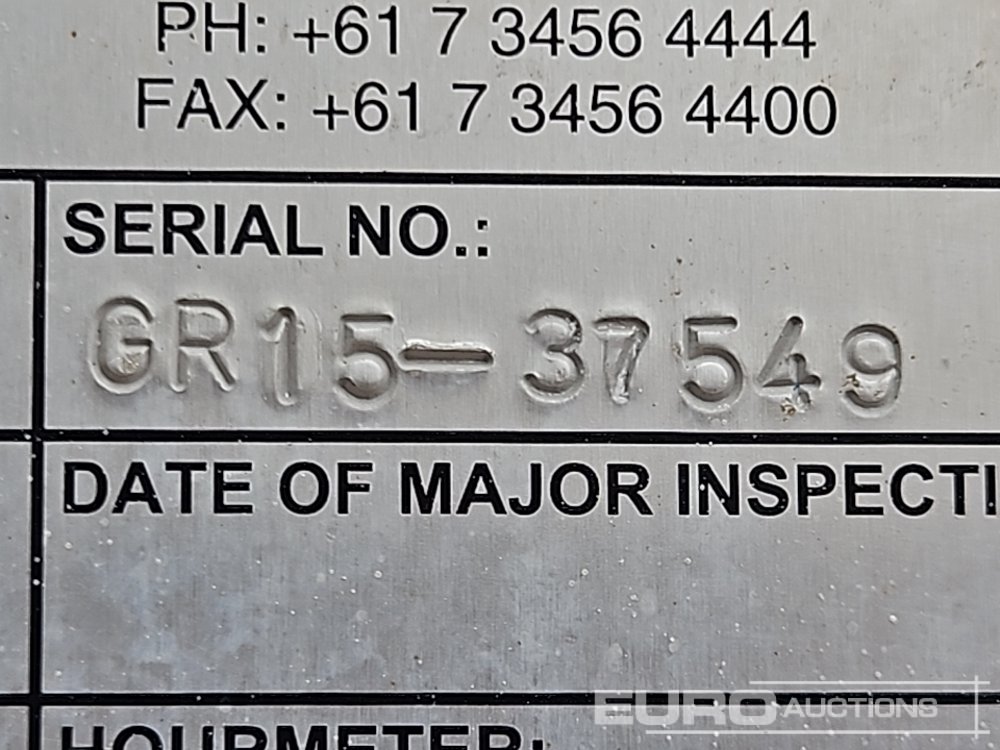 PH: +61 7 3456 4444
FAX: +61 7 3456 4400
SERIAL NO.:
GR15-37549
DATE OF MAJOR INSPECTI
HOURMETER:
EURO AUCTIONS